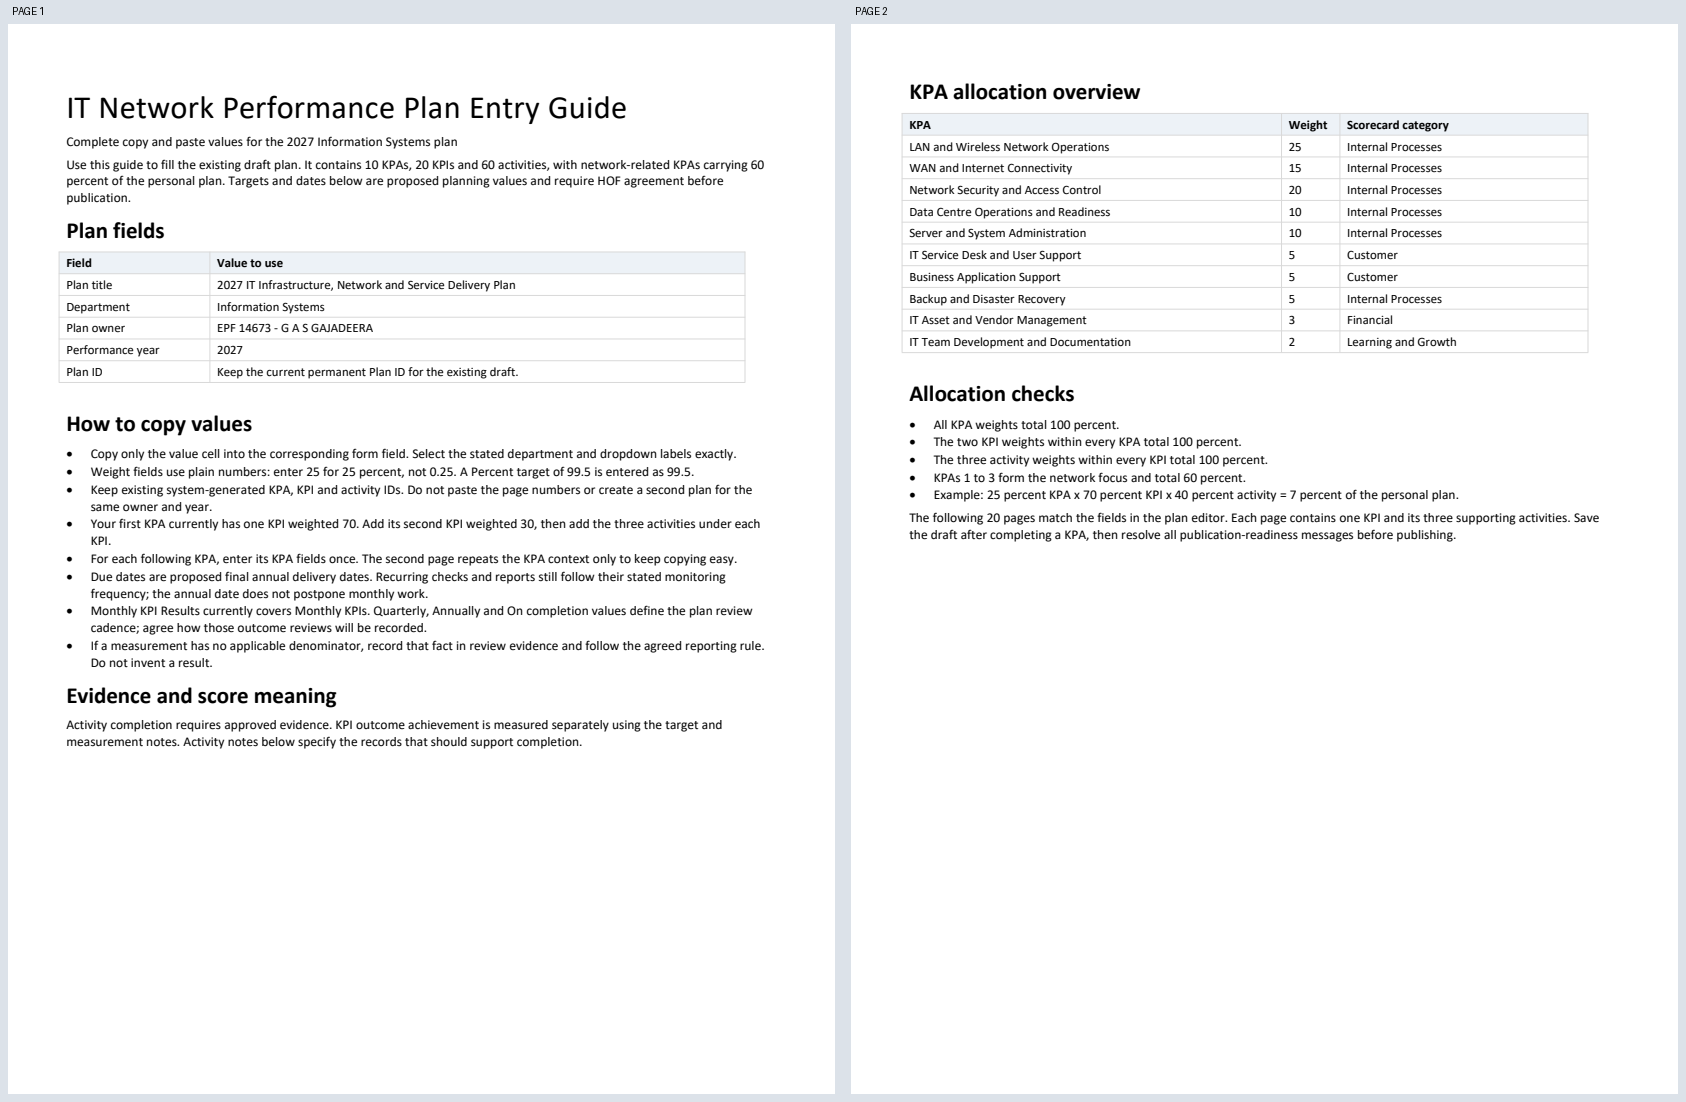 PAGE 1
IT Network Performance Plan Entry Guide
Complete copy and paste values for the 2027 Information Systems plan
Use this guide to fill the existing draft plan. It contains 10 KPAs, 20 KPIs and 60 activities, with network-related KPAs carrying 60
percent of the personal plan. Targets and dates below are proposed planning values and require HOF agreement before
publication.
Plan fields
Field Value to use
Plan title 2027 IT Infrastructure, Network and Service Delivery Plan
Department Information Systems
Plan owner EPF 14673 - G A S GAJADEERA
Performance year 2027
Plan ID Keep the current permanent Plan ID for the existing draft.
How to copy values
• Copy only the value cell into the corresponding form field. Select the stated department and dropdown labels exactly.
• Weight fields use plain numbers: enter 25 for 25 percent, not 0.25. A Percent target of 99.5 is entered as 99.5.
• Keep existing system-generated KPA, KPI and activity IDs. Do not paste the page numbers or create a second plan for the
same owner and year.
• Your first KPA currently has one KPI weighted 70. Add its second KPI weighted 30, then add the three activities under each
KPI.
• For each following KPA, enter its KPA fields once. The second page repeats the KPA context only to keep copying easy.
• Due dates are proposed final annual delivery dates. Recurring checks and reports still follow their stated monitoring
frequency; the annual date does not postpone monthly work.
• Monthly KPI Results currently covers Monthly KPIs. Quarterly, Annually and On completion values define the plan review
cadence; agree how those outcome reviews will be recorded.
• If a measurement has no applicable denominator, record that fact in review evidence and follow the agreed reporting rule.
Do not invent a result.
Evidence and score meaning
Activity completion requires approved evidence. KPI outcome achievement is measured separately using the target and
measurement notes. Activity notes below specify the records that should support completion.
PAGE 2
KPA allocation overview
KPA Weight Scorecard category
LAN and Wireless Network Operations 25 Internal Processes
WAN and Internet Connectivity 15 Internal Processes
Network Security and Access Control 20 Internal Processes
Data Centre Operations and Readiness 10 Internal Processes
Server and System Administration 10 Internal Processes
IT Service Desk and User Support 5 Customer
Business Application Support 5 Customer
Backup and Disaster Recovery 5 Internal Processes
IT Asset and Vendor Management 3 Financial
IT Team Development and Documentation 2 Learning and Growth
Allocation checks
• All KPA weights total 100 percent.
• The two KPI weights within every KPA total 100 percent.
• The three activity weights within every KPI total 100 percent.
• KPAs 1 to 3 form the network focus and total 60 percent.
• Example: 25 percent KPA x 70 percent KPI x 40 percent activity = 7 percent of the personal plan.
The following 20 pages match the fields in the plan editor. Each page contains one KPI and its three supporting activities. Save
the draft after completing a KPA, then resolve all publication-readiness messages before publishing.